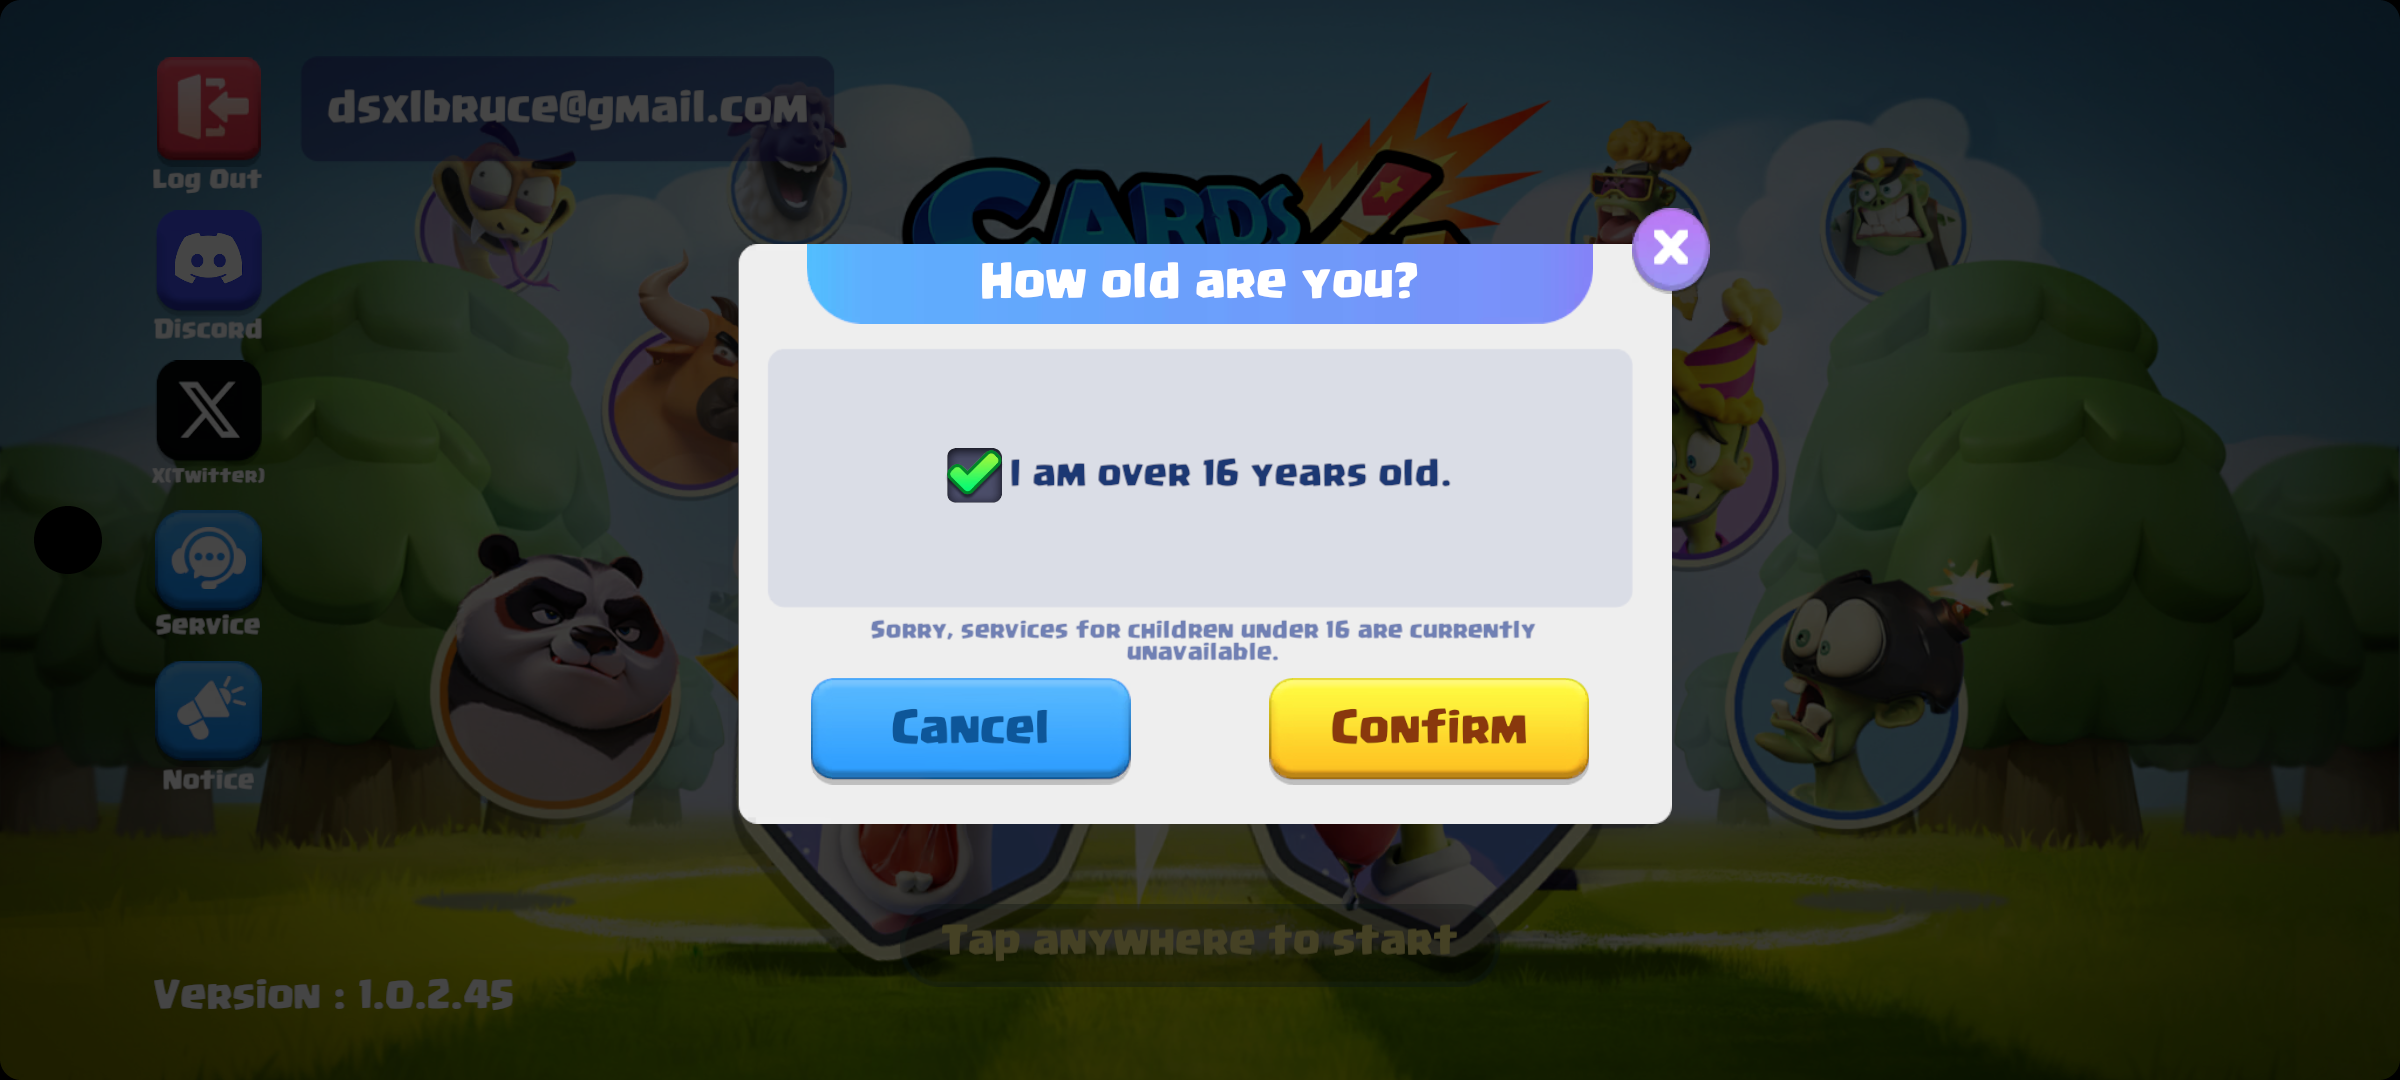 dsxlbruce@gmail.com
Log Out
CARDS
How old are you?
Discord
X(Twitter)
I am over 16 years old.
Service
Sorry, services for children under 16 are currently
unavailable.
Cancel
Confirm
Notice
Tap anywhere to start
Version : 1.0.2.45